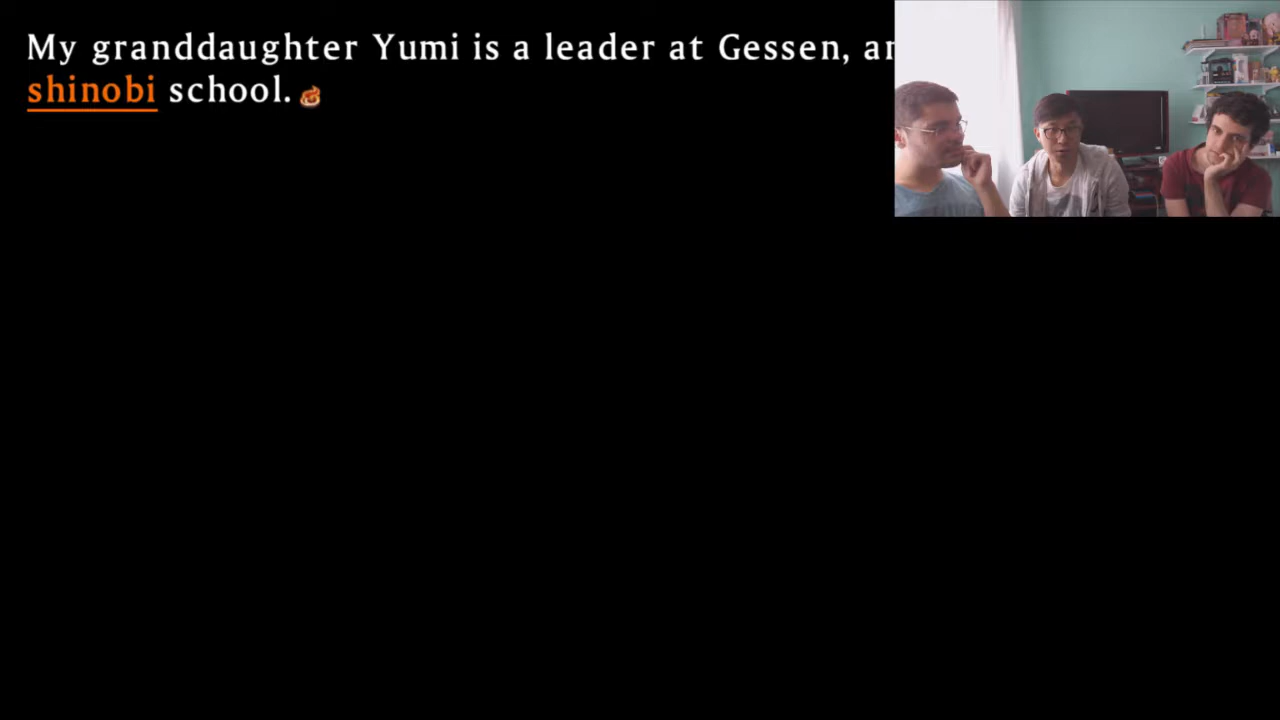 My granddaughter Yumi is a leader at Gessen, 
shinobi school.